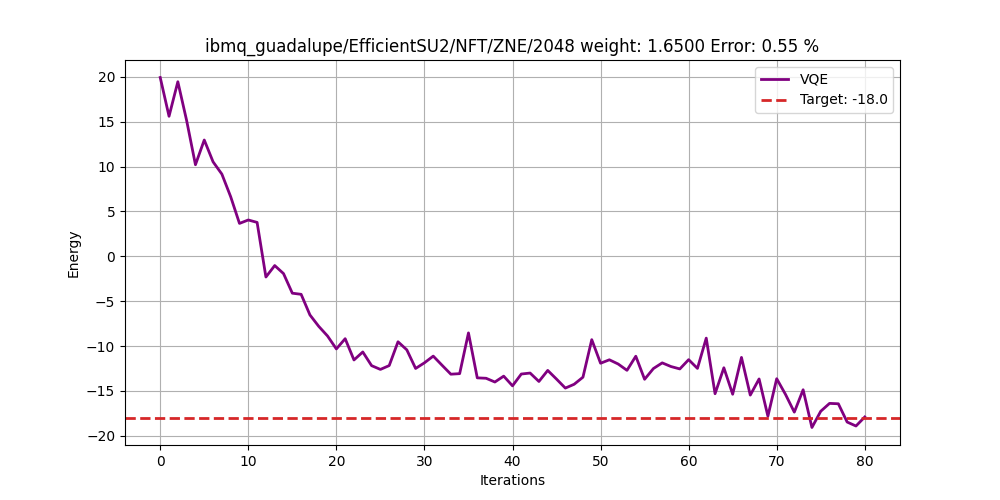 ibmq_guadalupe/EfficientSU2/NFT/ZNE/2048 weight: 1.6500 Error: 0.55 %
VQE
Target: -18.0
20
15
10
5
0
−5
−10
−15
−20
Energy
0 10 20 30 40 50 60 70 80
Iterations